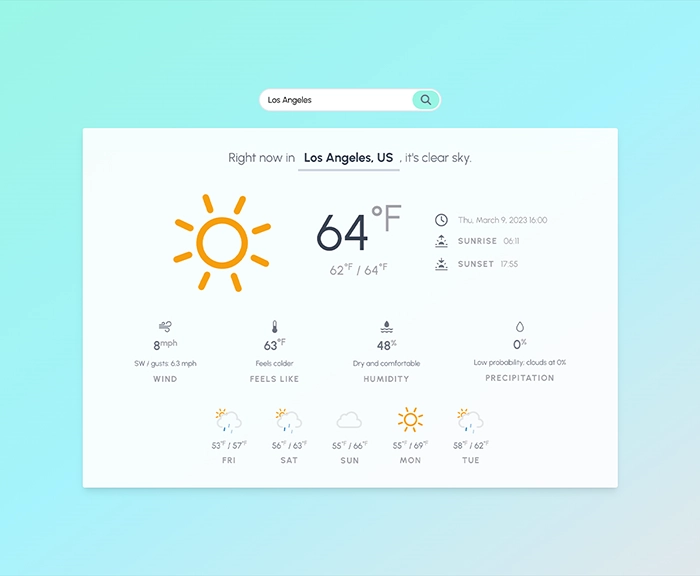 Los Angeles
Right now in Los Angeles, US , it's clear sky.
64°F
62°F / 64°F
Thu, March 9, 2023 16:00
SUNRISE 06:11
SUNSET 17:55
8mph
SW / gusts 6.3 mph
WIND
63°F
Feels colder
FEELS LIKE
48%
Dry and comfortable
HUMIDITY
0%
Low probability, clouds at 0%
PRECIPITATION
53°F / 57°F
FRI
56°F / 63°F
SAT
55°F / 66°F
SUN
55°F / 69°F
MON
58°F / 62°F
TUE